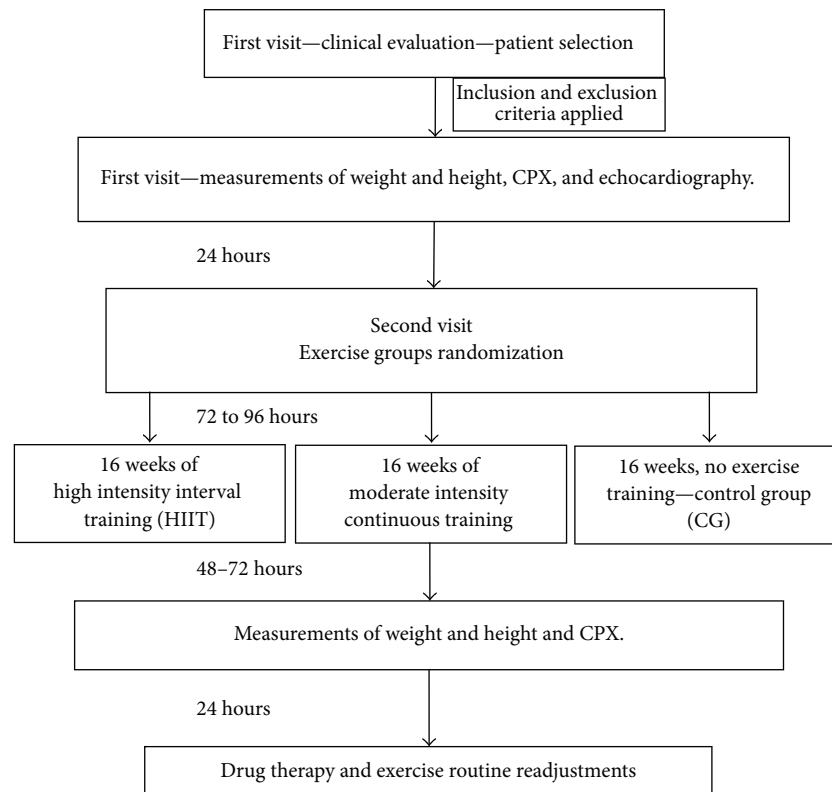 First visit—clinical evaluation—patient selection
Inclusion and exclusion
criteria applied
First visit—measurements of weight and height, CPX, and echocardiography.
24 hours
Second visit
Exercise groups randomization
72 to 96 hours
16 weeks of
high intensity interval
training (HIIT)
16 weeks of
moderate intensity
continuous training
16 weeks, no exercise
training—control group
(CG)
48–72 hours
Measurements of weight and height and CPX.
24 hours
Drug therapy and exercise routine readjustments